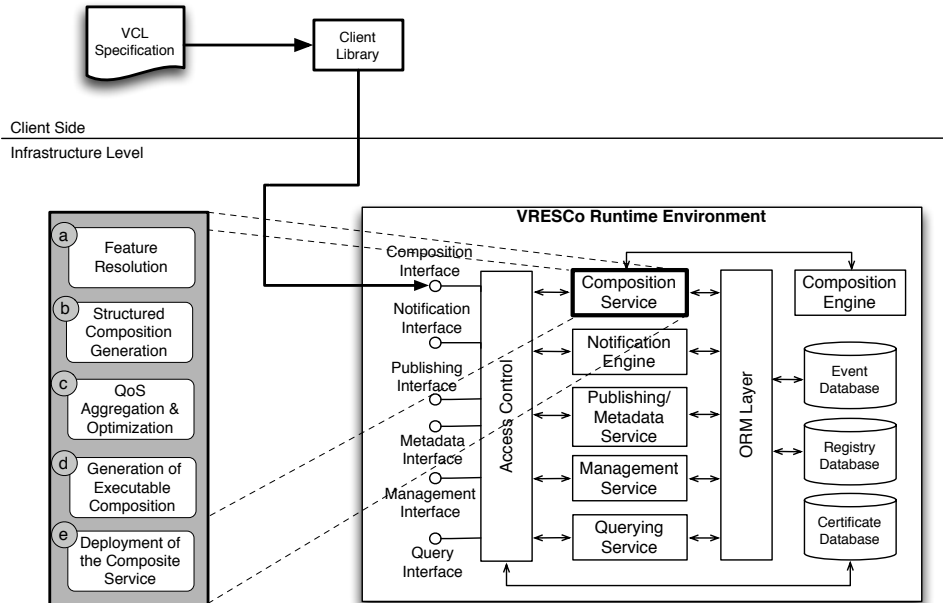 VCL
Specification
Client
Library
Client Side
Infrastructure Level
a
Feature
Resolution
b
Structured
Composition
Generation
c
QoS
Aggregation &
Optimization
d
Generation of
Executable
Composition
e
Deployment of
the Composite
Service
VRESCo Runtime Environment
Composition
Interface
Notification
Interface
Publishing
Interface
Metadata
Interface
Management
Interface
Query
Interface
Access Control
Composition
Service
Notification
Engine
Publishing/
Metadata
Service
Management
Service
Querying
Service
ORM Layer
Composition
Engine
Event
Database
Registry
Database
Certificate
Database